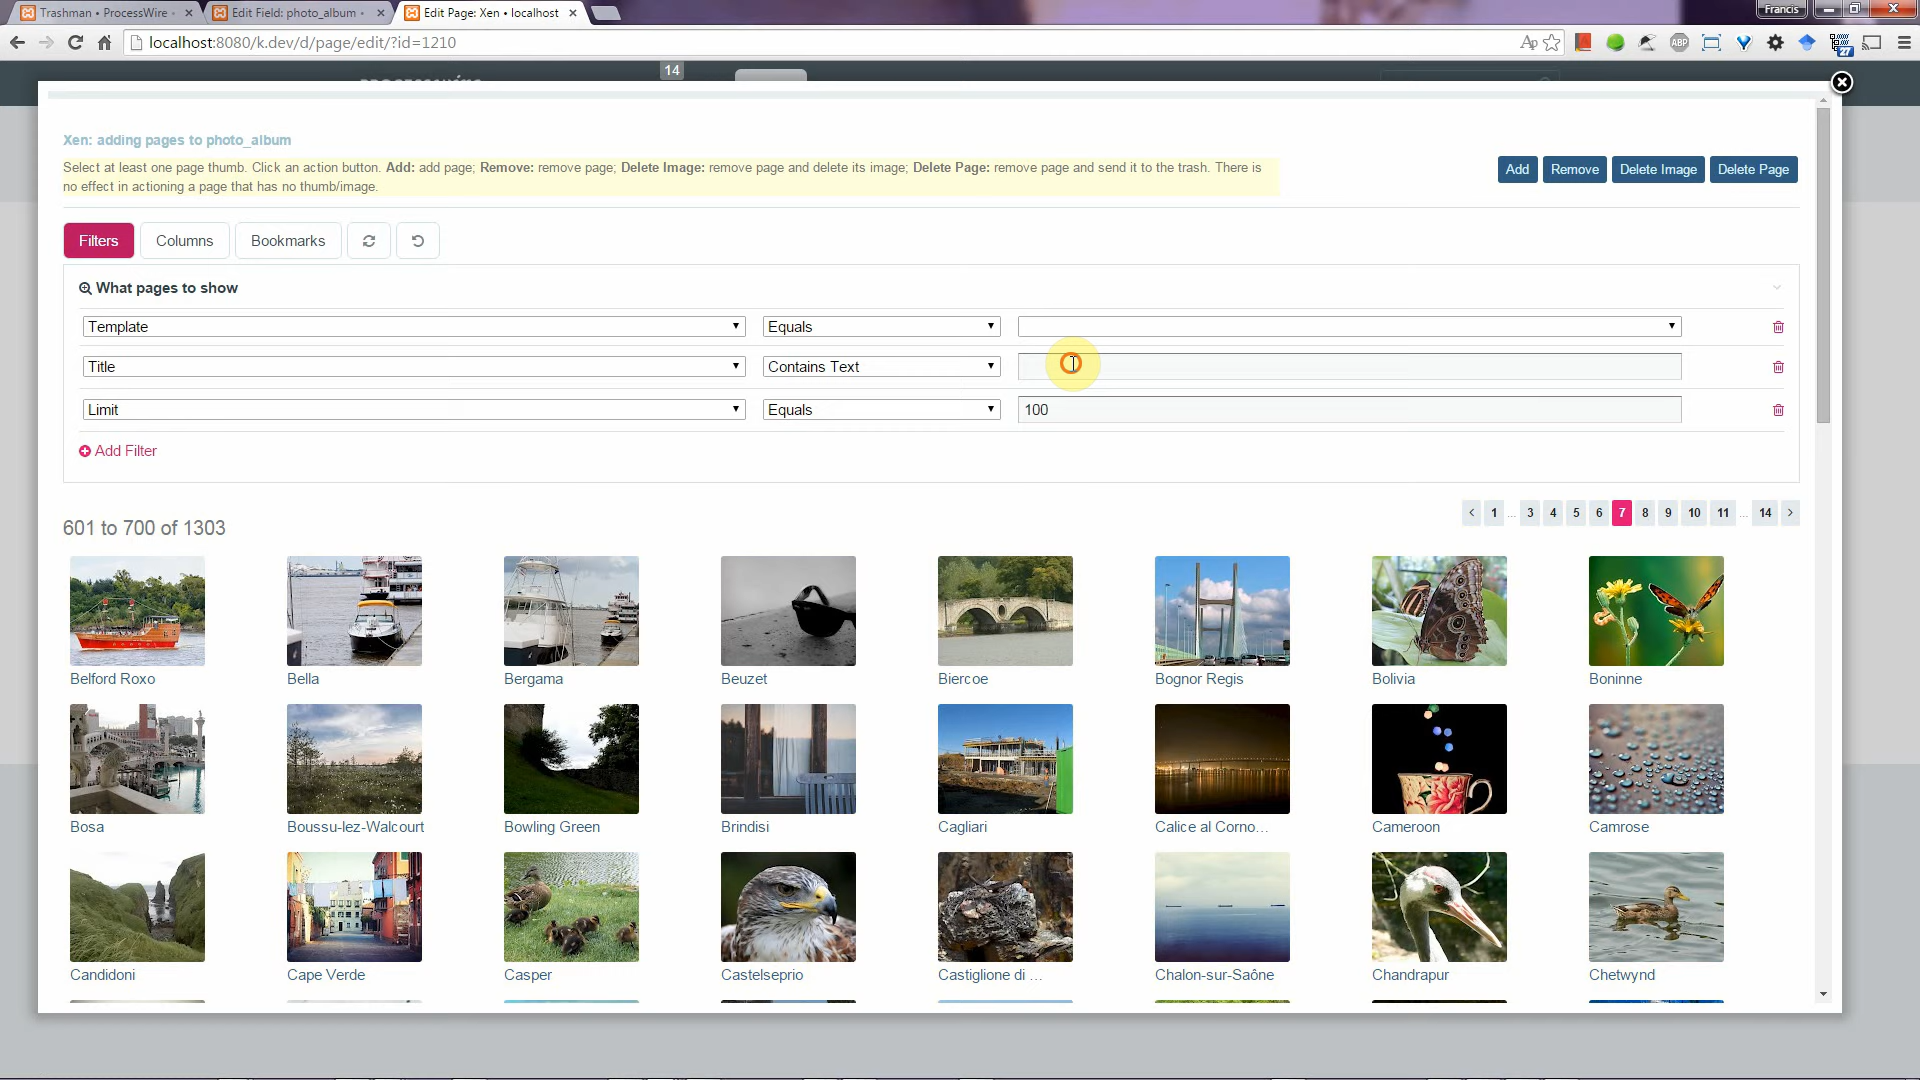 Trashman • ProcessWire •
Edit Field: photo_album •
Edit Page: Xen • localhost
Francis
localhost:8080/k.dev/d/page/edit/?id=1210
ABP
27
14
Xen: adding pages to photo_album
Select at least one page thumb. Click an action button. Add: add page; Remove: remove page; Delete Image: remove page and delete its image; Delete Page: remove page and send it to the trash. There is
no effect in actioning a page that has no thumb/image.
Add Remove Delete Image Delete Page
Filters Columns Bookmarks
What pages to show
Template Equals
Title Contains Text
Limit Equals 100
Add Filter
601 to 700 of 1303
< 1 ... 3 4 5 6 7 8 9 10 11 ... 14 >
Belford Roxo Bella Bergama Beuzet Biercoe Bognor Regis Bolivia Boninne
Bosa Boussu-lez-Walcourt Bowling Green Brindisi Cagliari Calice al Corno... Cameroon Camrose
Candidoni Cape Verde Casper Castelseprio Castiglione di ... Chalon-sur-Saône Chandrapur Chetwynd